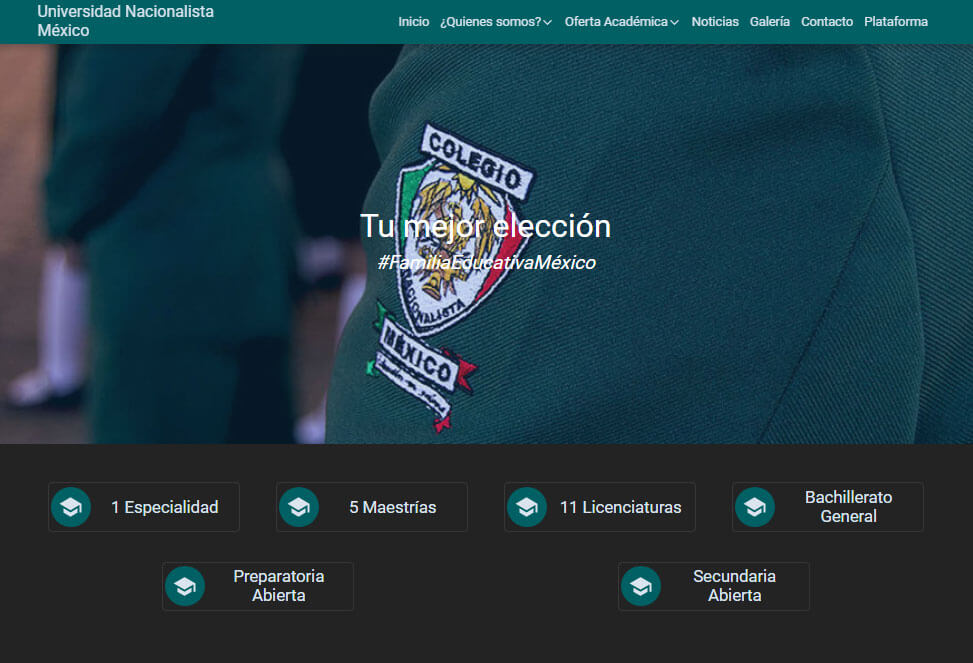 Universidad Nacionalista
México
Inicio ¿Quienes somos? Oferta Académica Noticias Galería Contacto Plataforma
COLEGIO
Tu mejor elección
#FamiliaEducativaMéxico
NACIONALISTA
MÉXICO
1 Especialidad
5 Maestrías
11 Licenciaturas
Bachillerato
General
Preparatoria
Abierta
Secundaria
Abierta